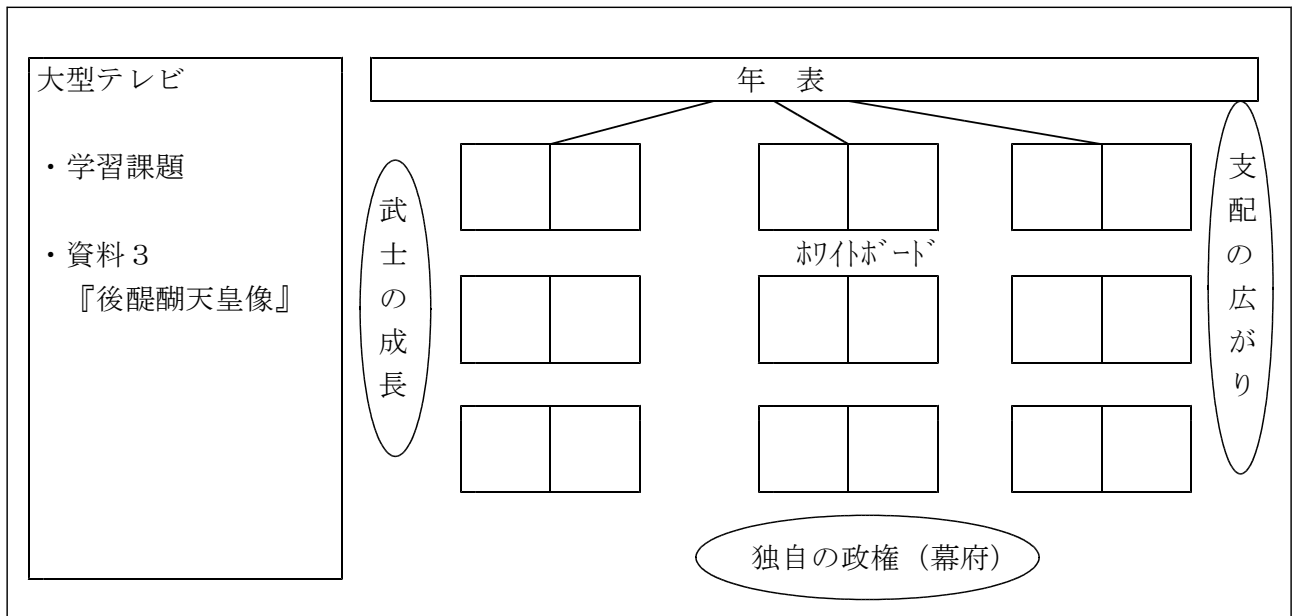 大型テレビ
・学習課題
・資料３
『後醍醐天皇像』
年　表
武士の成長
ﾎﾜｲﾄﾎﾞｰﾄﾞ
支配の広がり
独自の政権（幕府）